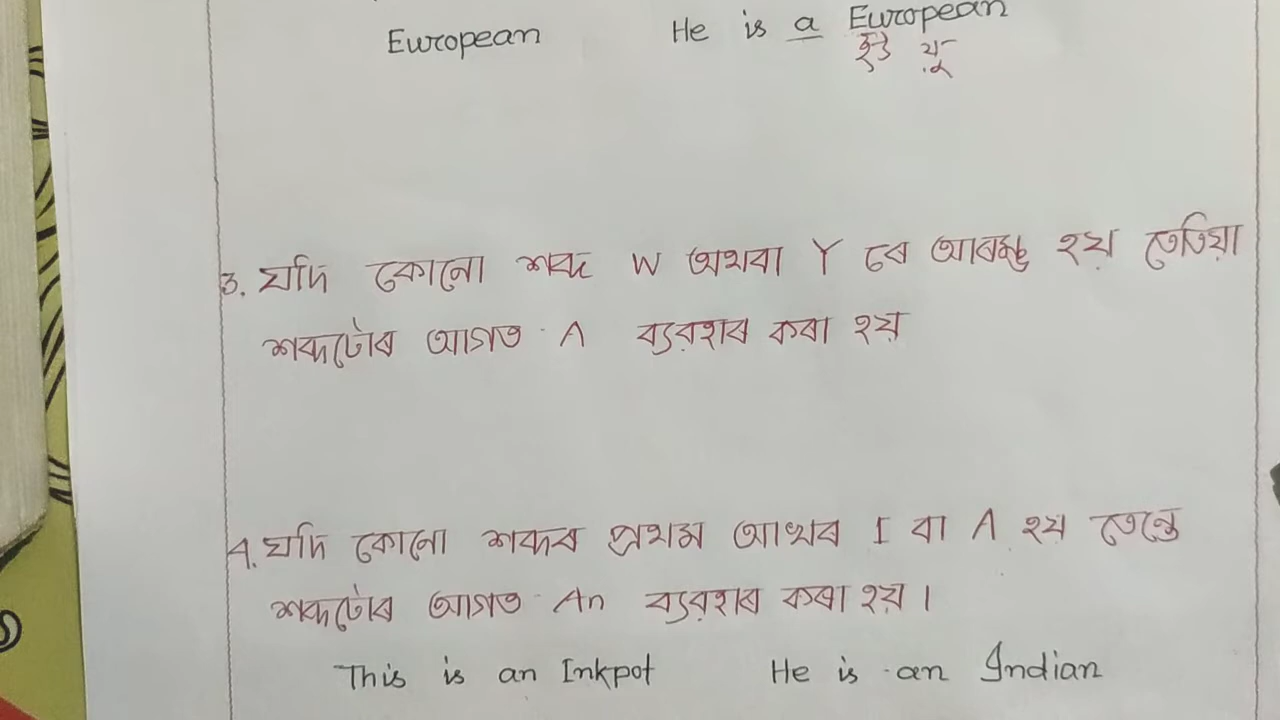 European He is a European
ইউ য়ু
3. যদি কোনো শব্দ W অথবা Y ৰে আৰম্ভ হয় তেতিয়া
শব্দটোৰ আগত A ব্যৱহাৰ কৰা হয়
4. যদি কোনো শব্দৰ প্ৰথম আখৰ I বা A হয় তেন্তে
শব্দটোৰ আগত An ব্যৱহাৰ কৰা হয়।
This is an Inkpot He is an Indian